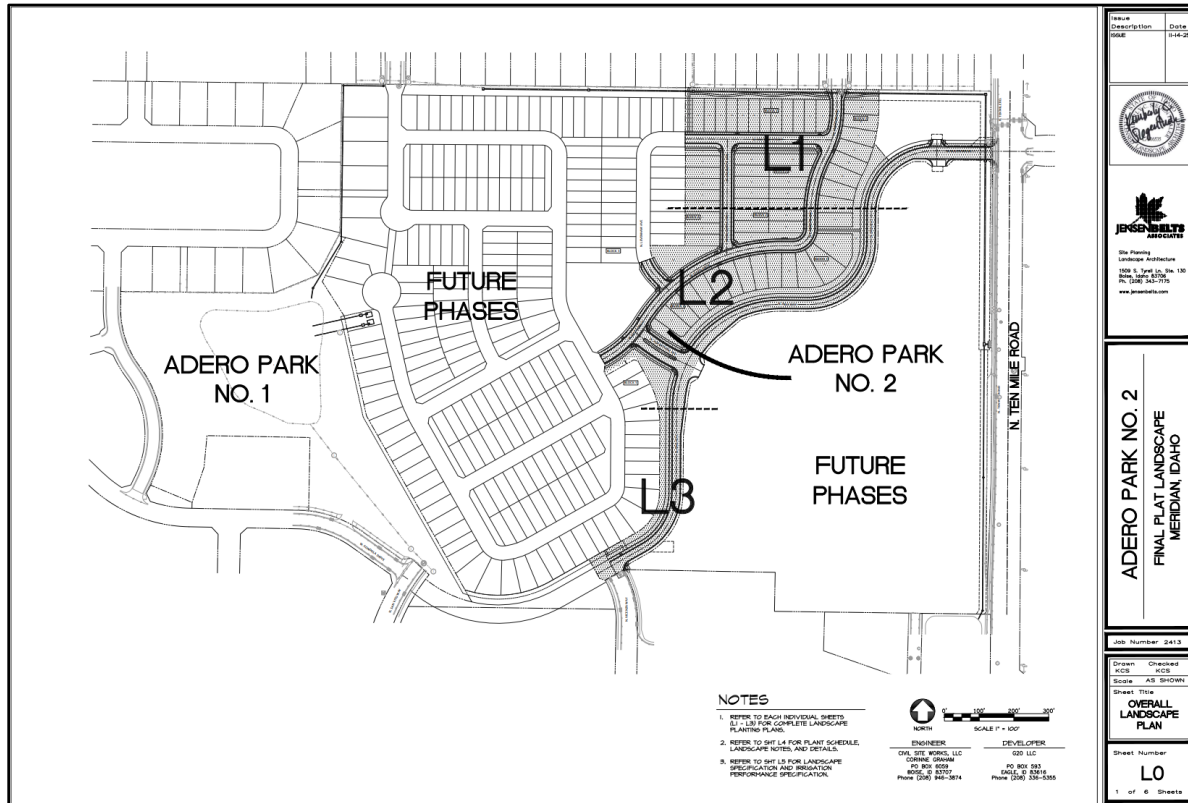 L1
L2
L3
FUTURE
PHASES
ADERO PARK
NO. 1
ADERO PARK
NO. 2
FUTURE
PHASES
N. TEN MILE ROAD
NOTES
1. REFER TO EACH INDIVIDUAL SHEETS
(L1 - L3) FOR COMPLETE LANDSCAPE
PLANTING PLANS.
2. REFER TO SHT L4 FOR PLANT SCHEDULE,
LANDSCAPE NOTES, AND DETAILS.
3. REFER TO SHT L5 FOR LANDSCAPE
SPECIFICATION AND IRRIGATION
PERFORMANCE SPECIFICATION.
NORTH
0' 100' 200' 300'
SCALE 1" = 100'
ENGINEER
CIVIL SITE WORKS, LLC
CORINNE GRAHAM
PO BOX 6059
BOISE, ID 83707
Phone (208) 946-3874
DEVELOPER
G20 LLC
PO BOX 593
EAGLE, ID 83616
Phone (208) 336-5355
Issue
Description Date
ISSUE 11-14-25
JENSENBELTS
ASSOCIATES
Site Planning
Landscape Architecture
1509 S. Tyrell Ln. Ste. 130
Boise, Idaho 83706
Ph. (208) 343-7175
www.jensenbelts.com
ADERO PARK NO. 2
FINAL PLAT LANDSCAPE
MERIDIAN, IDAHO
Job Number 2413
Drawn Checked
KCS KCS
Scale AS SHOWN
Sheet Title
OVERALL
LANDSCAPE
PLAN
Sheet Number
L0
1 of 6 Sheets